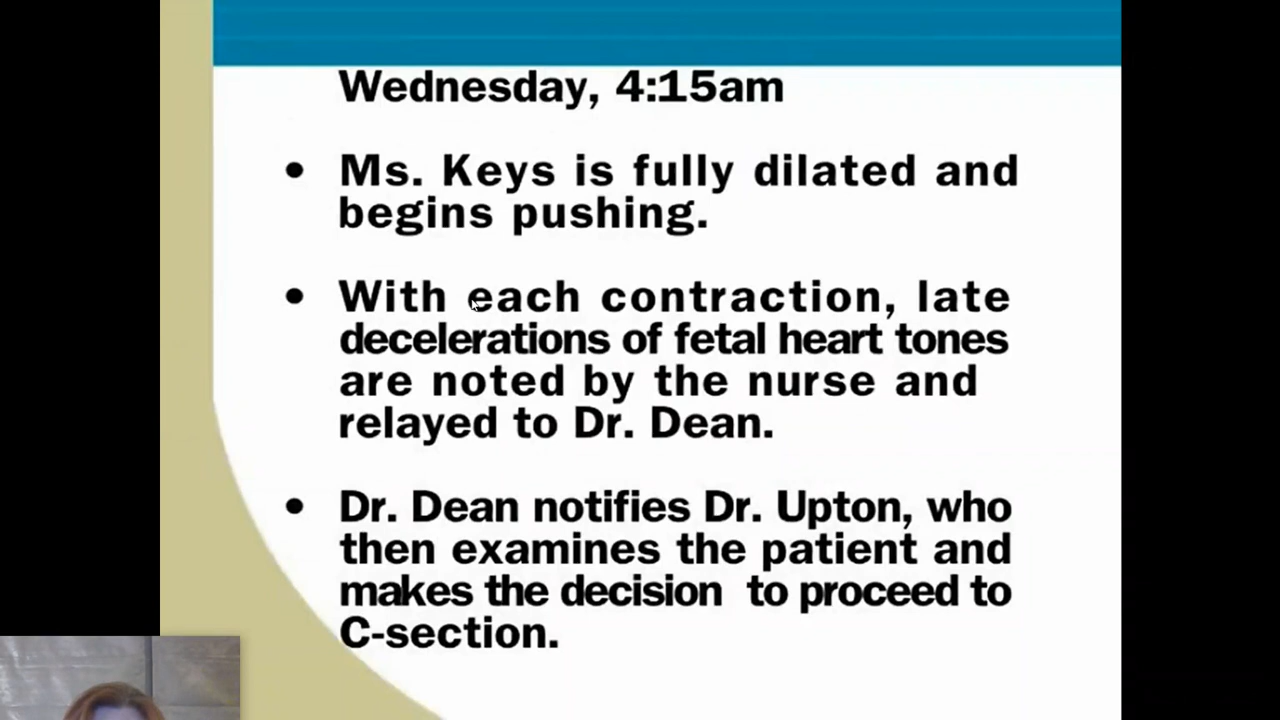 Wednesday, 4:15am
• Ms. Keys is fully dilated and
begins pushing.
• With each contraction, late
decelerations of fetal heart tones
are noted by the nurse and
relayed to Dr. Dean.
• Dr. Dean notifies Dr. Upton, who
then examines the patient and
makes the decision to proceed to
C-section.